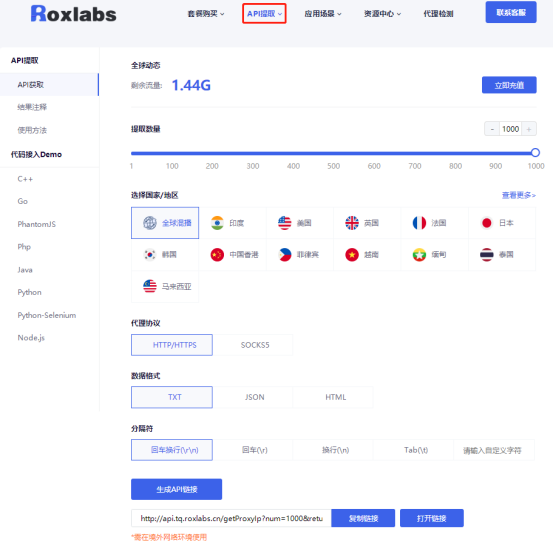 Roxlabs
套餐购买 API提取 应用场景 资源中心 代理检测 联系客服
API提取
API获取
结果注释
使用方法
代码接入Demo
C++
Go
PhantomJS
Php
Java
Python
Python-Selenium
Node.js
全球动态
剩余流量: 1.44G 立即充值
提取数量 - 1000 +
1 100 200 300 400 500 600 700 800 900 1000
选择国家/地区 查看更多»
全球混播 印度 美国 英国 法国 日本
韩国 中国香港 菲律宾 越南 缅甸 泰国
马来西亚
代理协议
HTTP/HTTPS SOCKS5
数据格式
TXT JSON HTML
分隔符
回车换行(\r\n) 回车(\r) 换行(\n) Tab(\t) 请输入自定义字符
生成API链接
http://api.tq.roxlabs.cn/getProxyIp?num=1000&retu 复制链接 打开链接
*需在境外网络环境使用